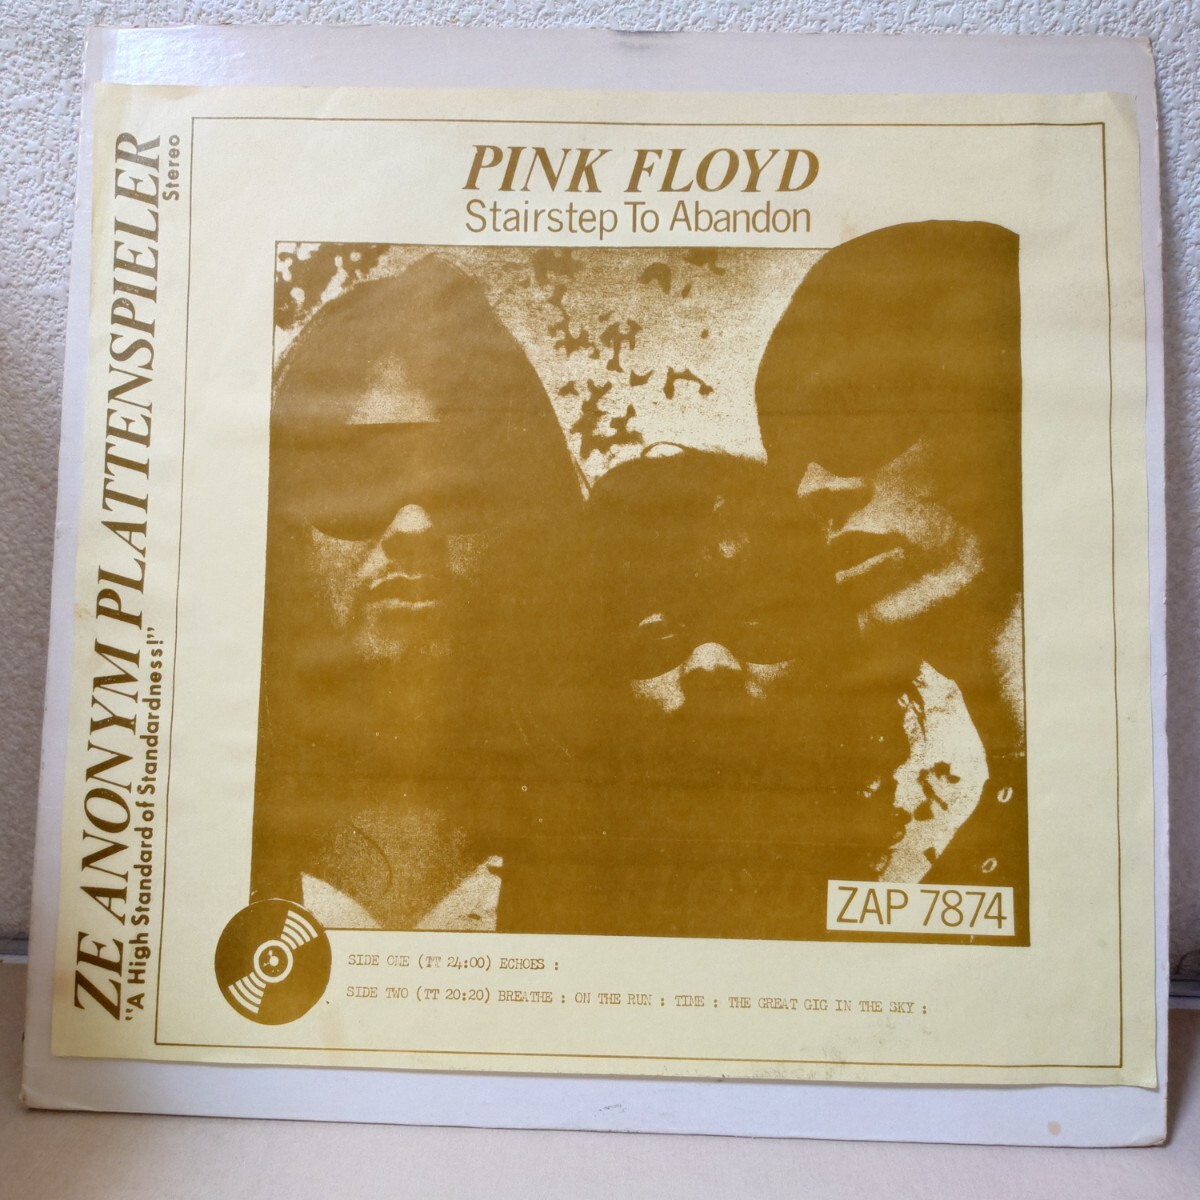 ZE ANONYM PLATTENSPIELER
Stereo
"A High Standard of Standardness!"
PINK FLOYD
Stairstep To Abandon
ZAP 7874
SIDE ONE (TT 24:00) ECHOES :
SIDE TWO (TT 20:20) BREATHE : ON THE RUN : TIME : THE GREAT GIG IN THE SKY :